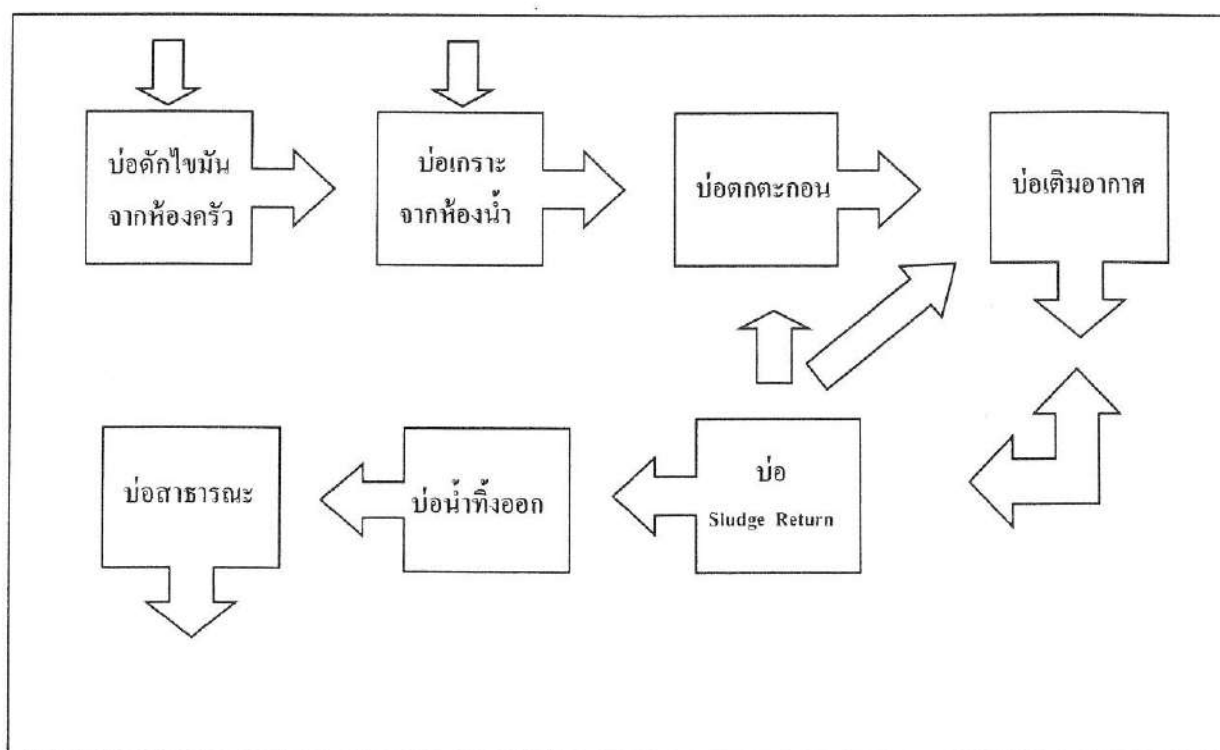 บ่อดักไขมัน
จากห้องครัว
บ่อเกราะ
จากห้องน้ำ
บ่อตกตะกอน
บ่อเติมอากาศ
บ่อสาธารณะ
บ่อน้ำทิ้งออก
บ่อ
Sludge Return